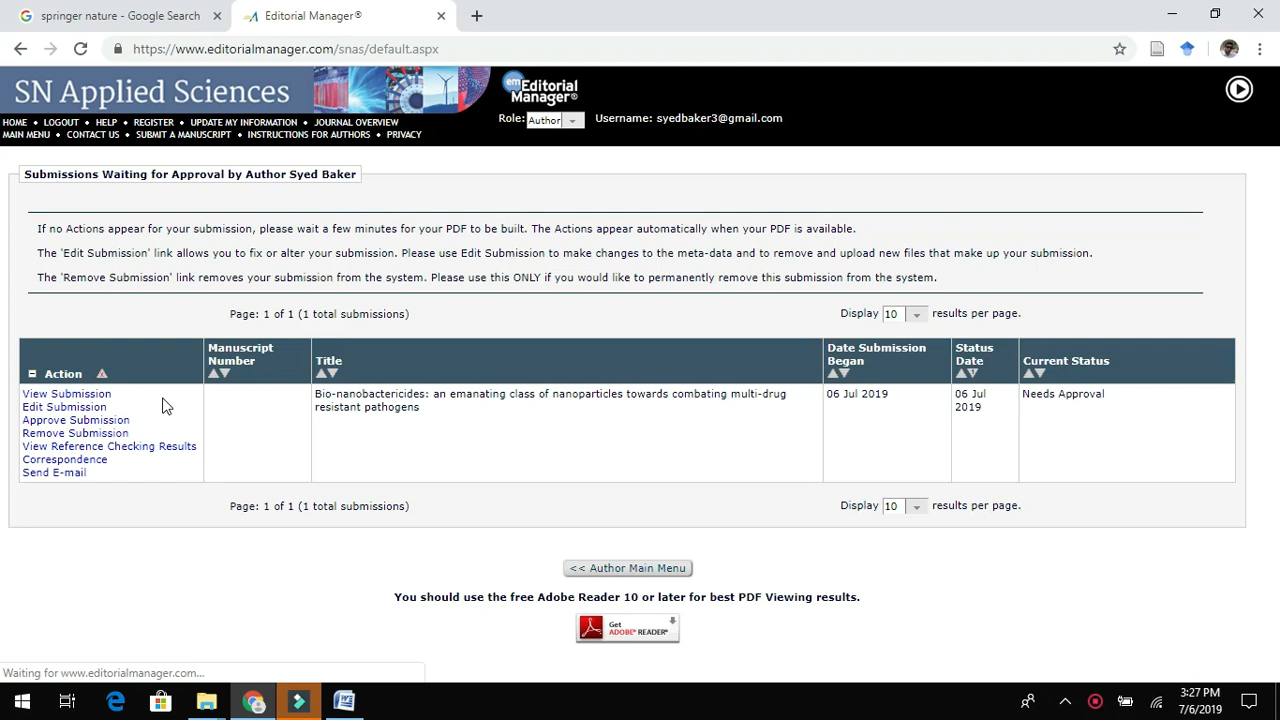 springer nature - Google Search
Editorial Manager®
https://www.editorialmanager.com/snas/default.aspx
SN Applied Sciences
em Editorial Manager®
Role: Author Username: syedbaker3@gmail.com
HOME • LOGOUT • HELP • REGISTER • UPDATE MY INFORMATION • JOURNAL OVERVIEW
MAIN MENU • CONTACT US • SUBMIT A MANUSCRIPT • INSTRUCTIONS FOR AUTHORS • PRIVACY
Submissions Waiting for Approval by Author Syed Baker
If no Actions appear for your submission, please wait a few minutes for your PDF to be built. The Actions appear automatically when your PDF is available.
The 'Edit Submission' link allows you to fix or alter your submission. Please use Edit Submission to make changes to the meta-data and to remove and upload new files that make up your submission.
The 'Remove Submission' link removes your submission from the system. Please use this ONLY if you would like to permanently remove this submission from the system.
Page: 1 of 1 (1 total submissions) Display 10 results per page.
Action
Manuscript Number
Title
Date Submission Began
Status Date
Current Status
View Submission
Edit Submission
Approve Submission
Remove Submission
View Reference Checking Results
Correspondence
Send E-mail
Bio-nanobactericides: an emanating class of nanoparticles towards combating multi-drug
resistant pathogens
06 Jul 2019
06 Jul
2019
Needs Approval
Page: 1 of 1 (1 total submissions) Display 10 results per page.
<< Author Main Menu
You should use the free Adobe Reader 10 or later for best PDF Viewing results.
Get
ADOBE® READER®
Waiting for www.editorialmanager.com...
3:27 PM
7/6/2019